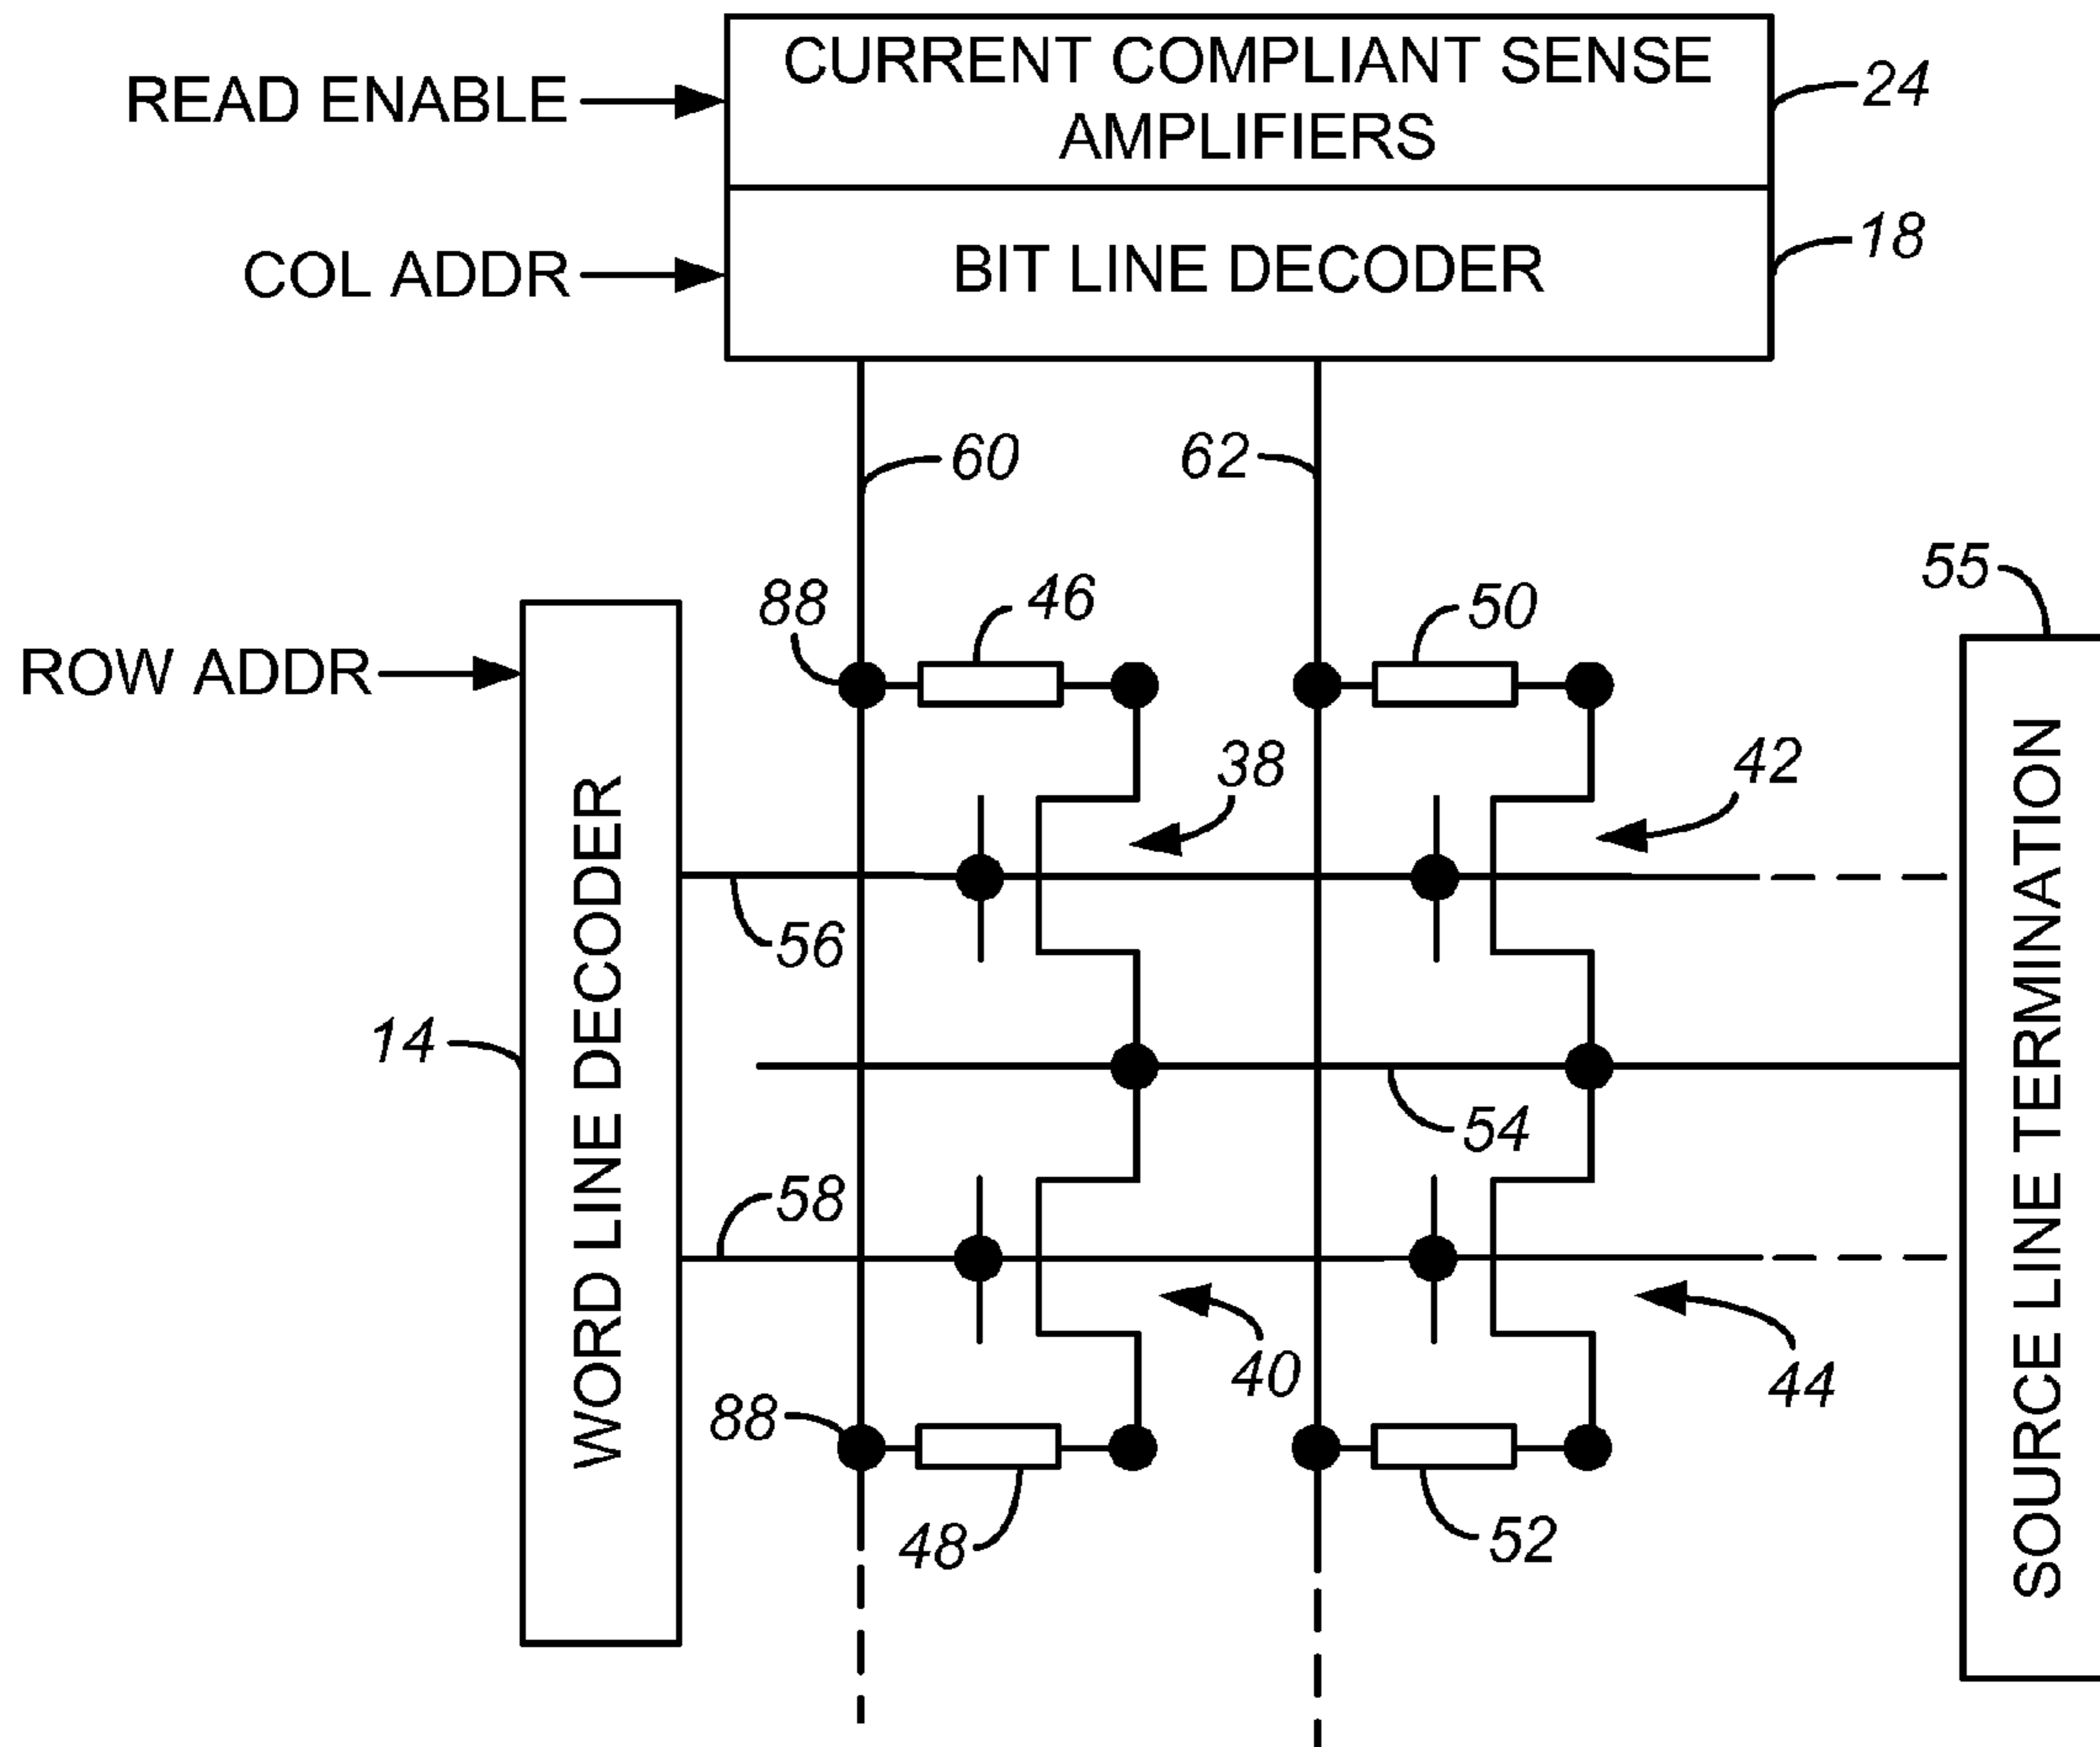 CURRENT COMPLIANT SENSE
AMPLIFIERS
READ ENABLE
24
COL ADDR
BIT LINE DECODER
18
60
62
55
88
46
50
ROW ADDR
38
42
56
WORD LINE DECODER
SOURCE LINE TERMINATION
14
54
58
40
44
88
48
52